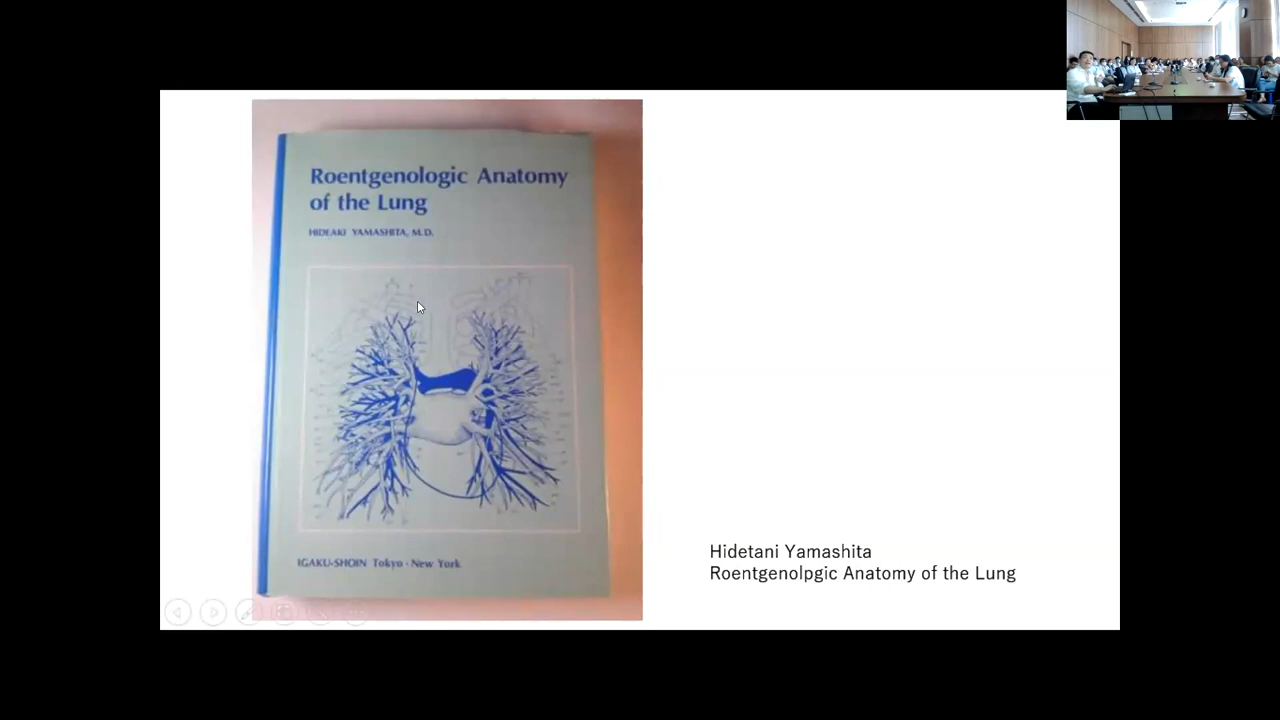 Roentgenologic Anatomy
of the Lung
HIDEAKI YAMASHITA, M.D.
IGAKU-SHOIN Tokyo · New York
Hidetani Yamashita
Roentgenolpgic Anatomy of the Lung